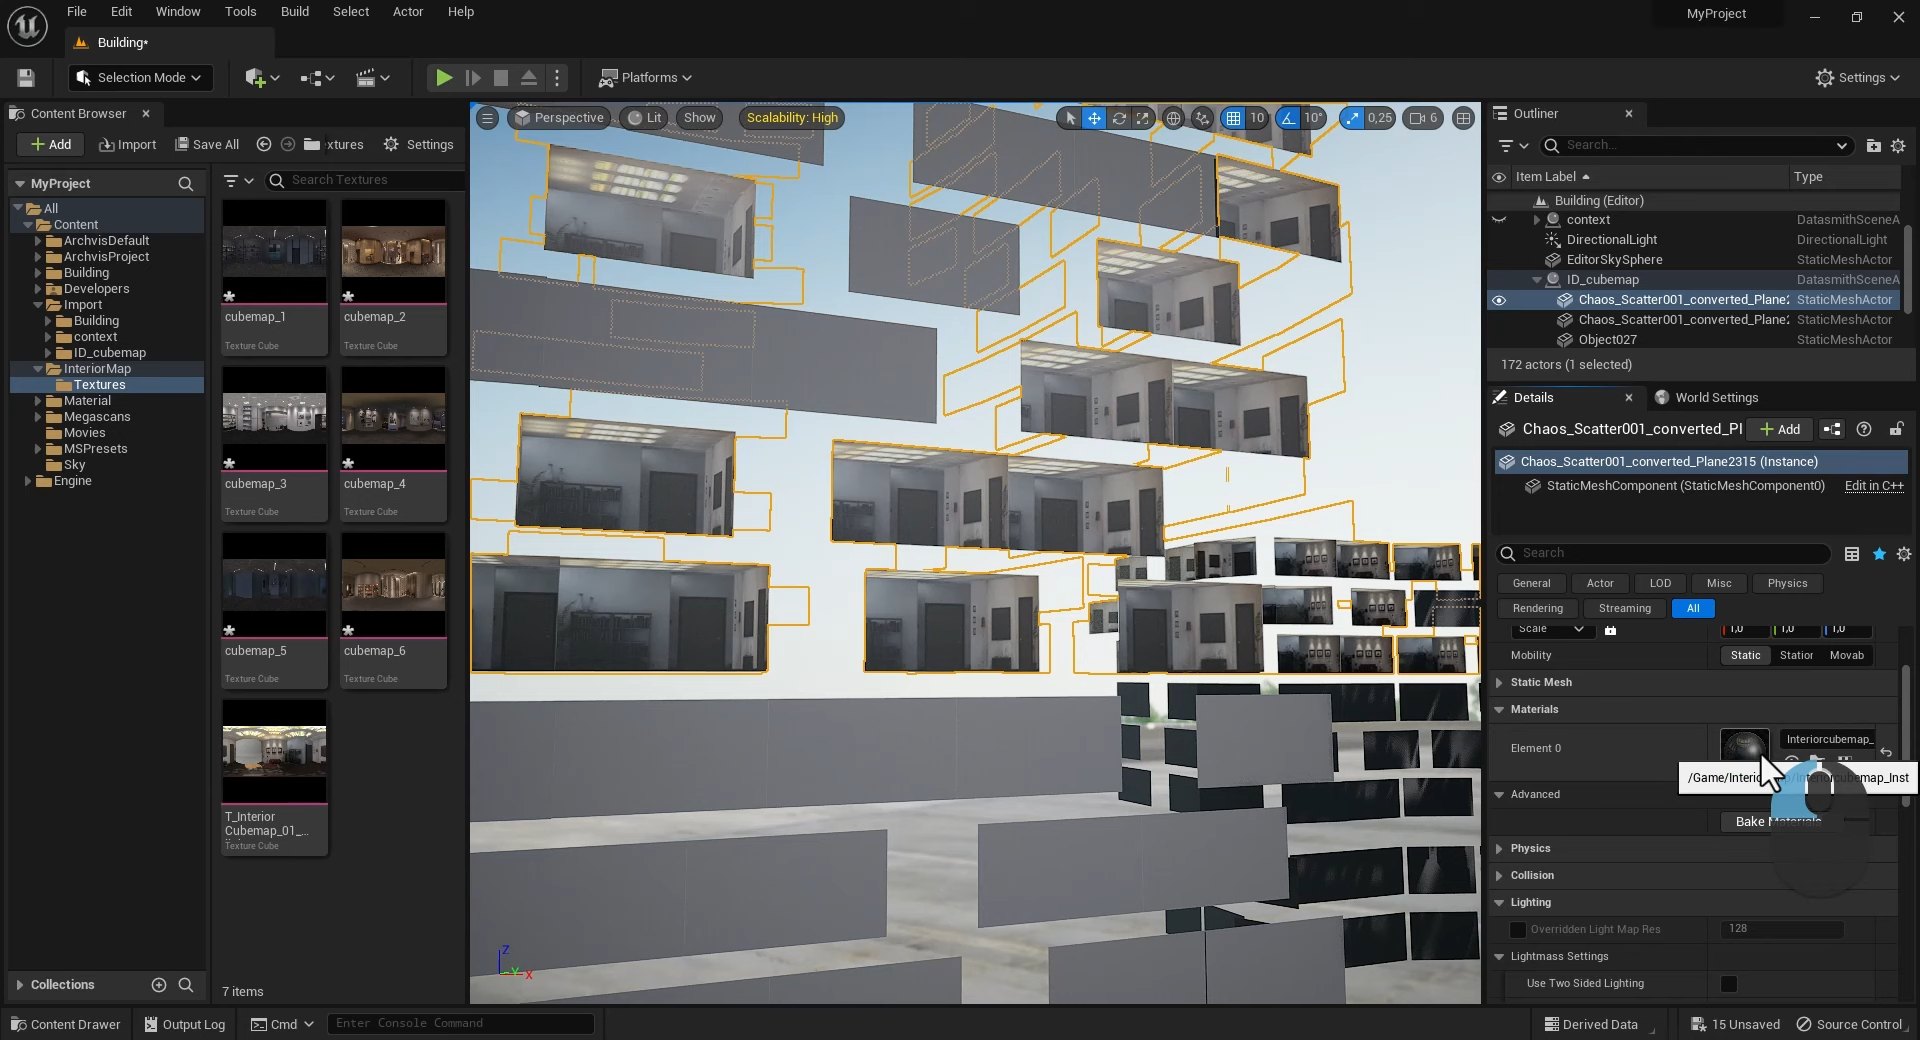 File Edit Window Tools Build Select Actor Help
MyProject
Building*
Selection Mode
Platforms
Settings
Content Browser
Add Import Save All xtures Settings
MyProject
Search Textures
All
Content
ArchvisDefault
ArchvisProject
Building
Developers
Import
Building
context
ID_cubemap
InteriorMap
Textures
Material
Megascans
Movies
MSPresets
Sky
Engine
Collections
cubemap_1
Texture Cube
cubemap_2
Texture Cube
cubemap_3
Texture Cube
cubemap_4
Texture Cube
cubemap_5
Texture Cube
cubemap_6
Texture Cube
T_Interior
Cubemap_01_...
Texture Cube
7 items
Perspective Lit Show Scalability: High
10 10° 0,25 6
Z
Y
X
Outliner
Search...
Item Label Type
Building (Editor)
context DatasmithSceneA
DirectionalLight DirectionalLight
EditorSkySphere StaticMeshActor
ID_cubemap DatasmithSceneA
Chaos_Scatter001_converted_Plane2 StaticMeshActor
Chaos_Scatter001_converted_Plane2 StaticMeshActor
Object027 StaticMeshActor
172 actors (1 selected)
Details World Settings
Chaos_Scatter001_converted_Pl Add
Chaos_Scatter001_converted_Plane2315 (Instance)
StaticMeshComponent (StaticMeshComponent0) Edit in C++
Search
General Actor LOD Misc Physics
Rendering Streaming All
Scale 1,0 1,0 1,0
Mobility Static Station Movab
Static Mesh
Materials
Element 0 Interiorcubemap_
Advanced
Bake Materials
Physics
Collision
Lighting
Overridden Light Map Res 128
Lightmass Settings
Use Two Sided Lighting
Content Drawer Output Log Cmd Enter Console Command
Derived Data 15 Unsaved Source Control